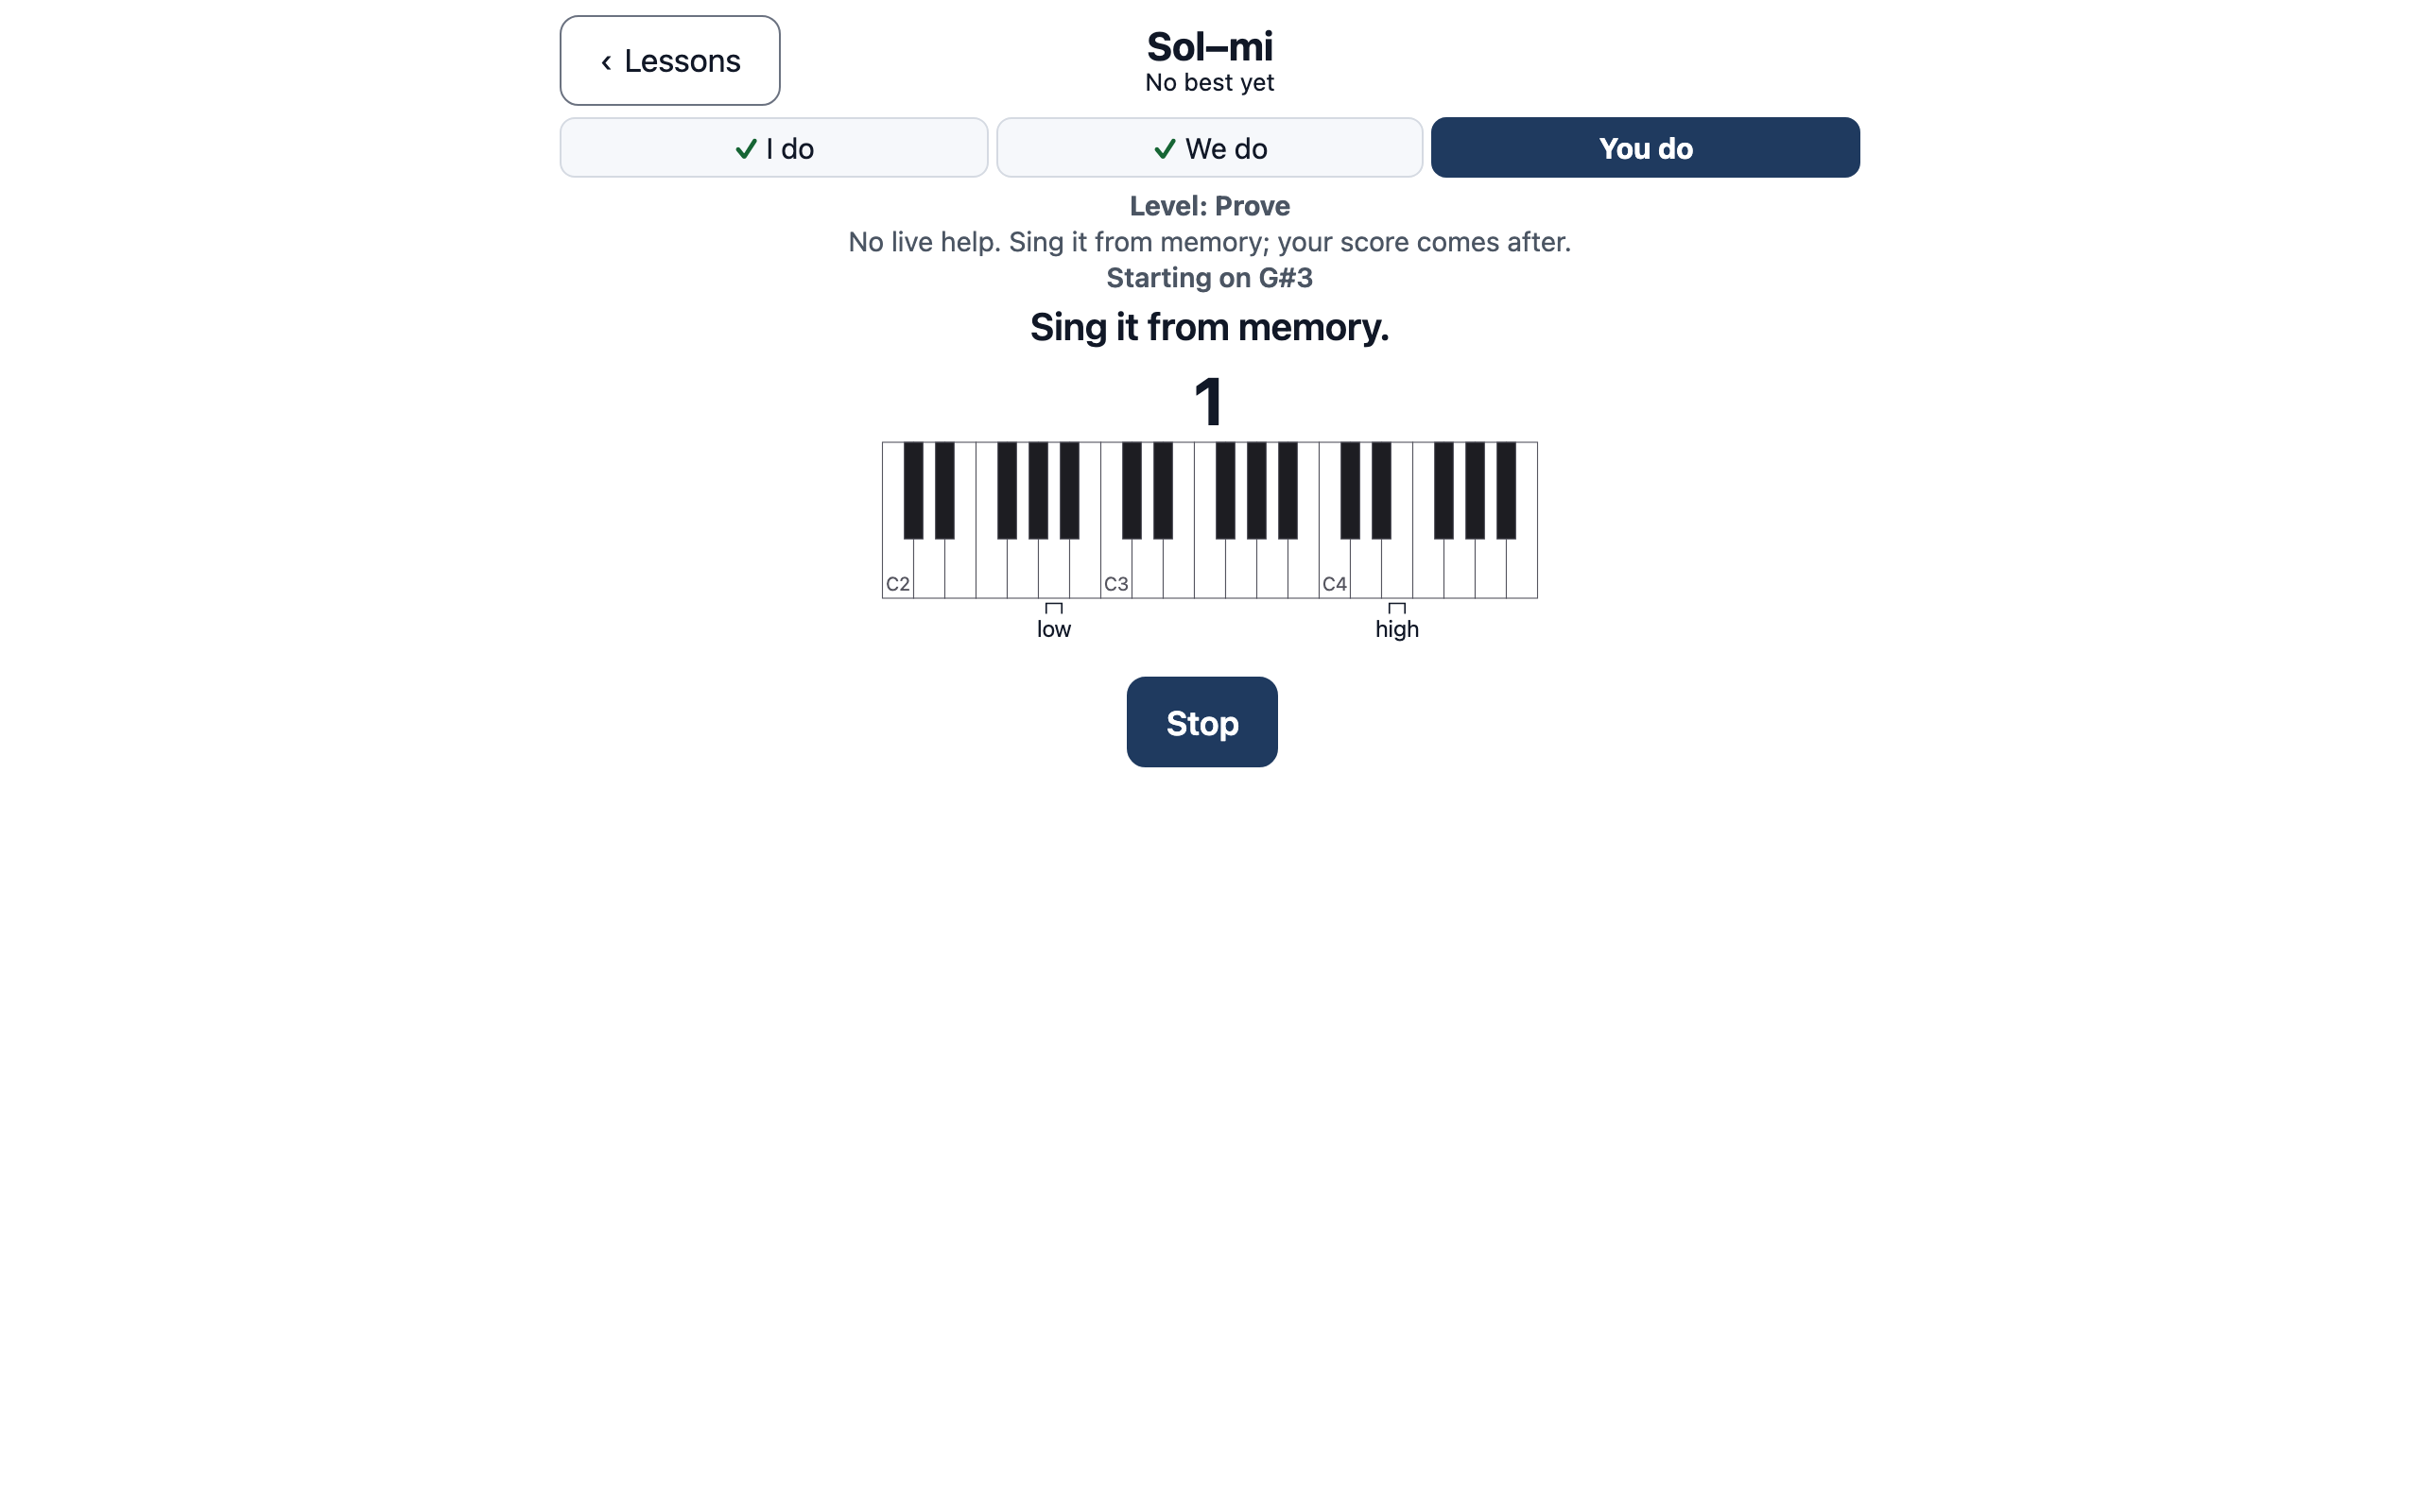 ‹ Lessons
Sol–mi
No best yet
✓ I do
✓ We do
You do
Level: Prove
No live help. Sing it from memory; your score comes after.
Starting on G#3
Sing it from memory.
1
C2 C3 C4
low high
Stop